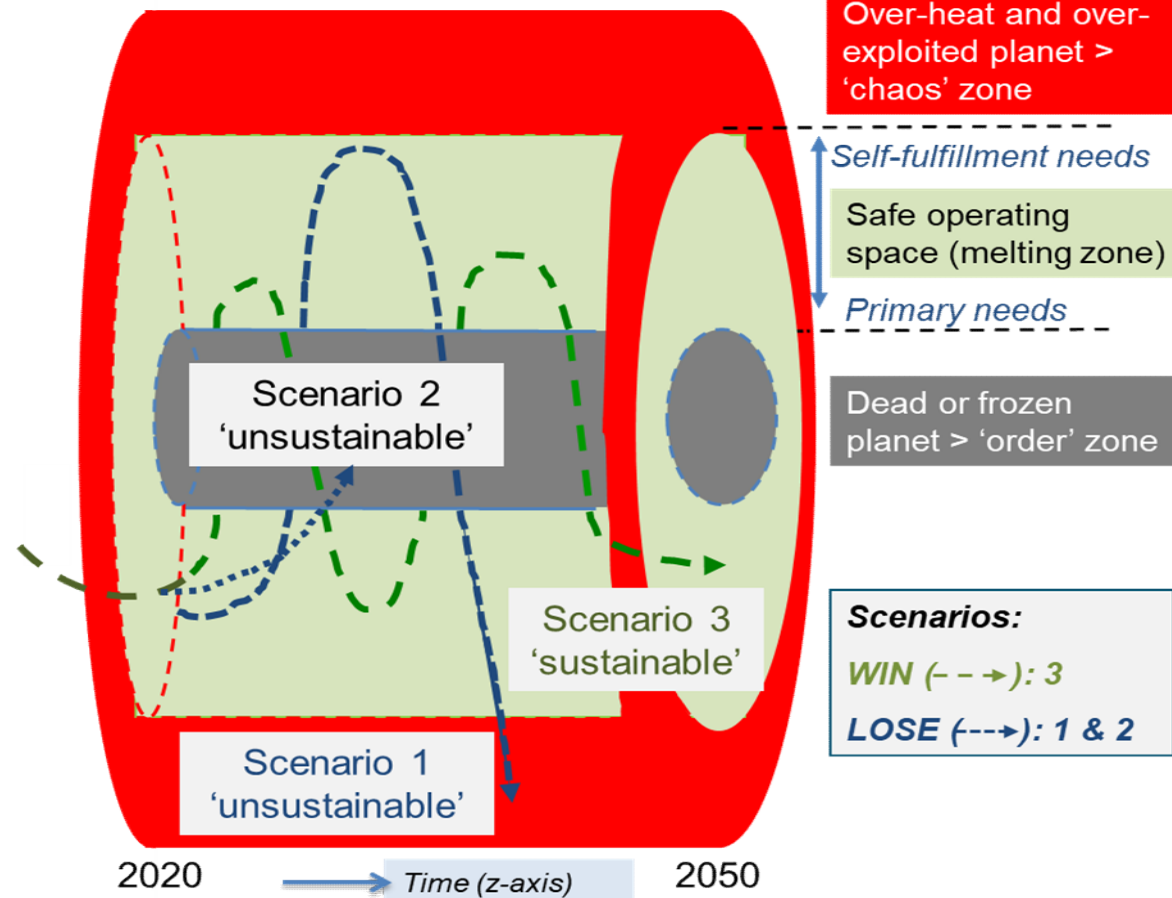 Over-heat and over-
exploited planet >
‘chaos’ zone
Self-fulfillment needs
Safe operating
space (melting zone)
Primary needs
Dead or frozen
planet > ‘order’ zone
Scenario 2
‘unsustainable’
Scenario 3
‘sustainable’
Scenario 1
‘unsustainable’
Scenarios:
WIN (- - →): 3
LOSE (---→): 1 & 2
2020
Time (z-axis)
2050